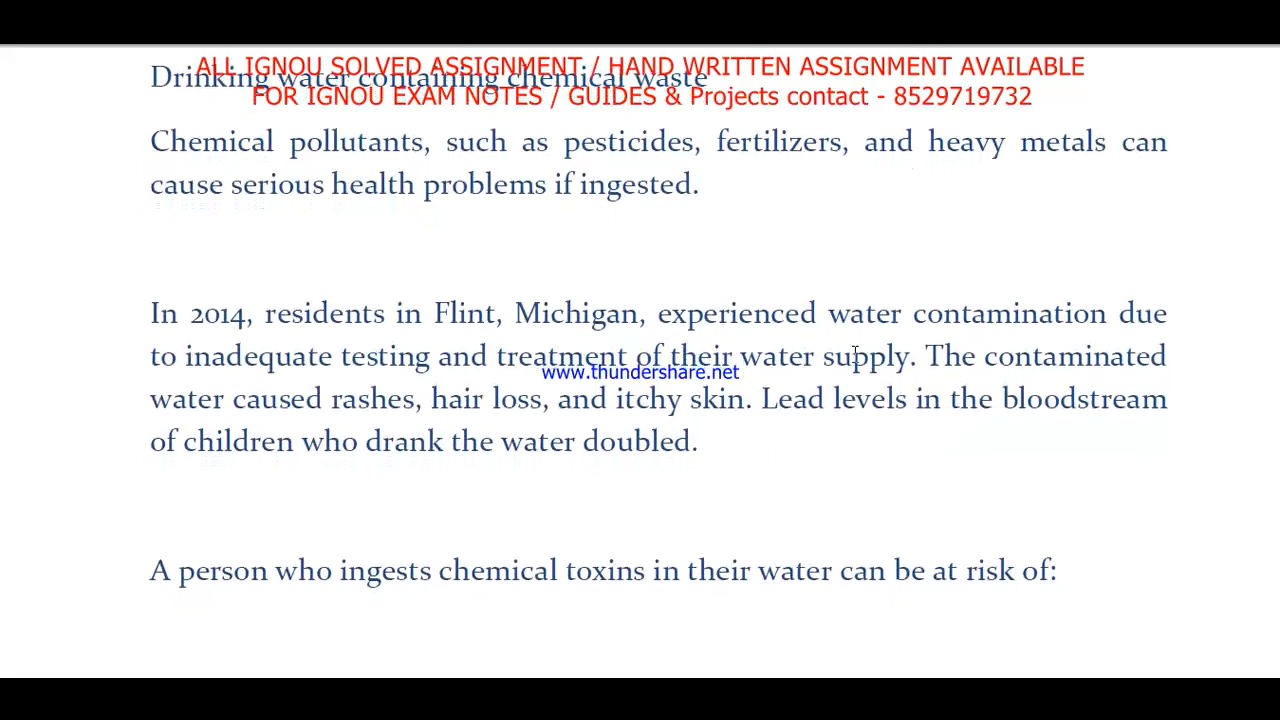 ALL IGNOU SOLVED ASSIGNMENT / HAND WRITTEN ASSIGNMENT AVAILABLE
Drinking water containing chemical waste
FOR IGNOU EXAM NOTES / GUIDES & Projects contact - 8529719732
Chemical pollutants, such as pesticides, fertilizers, and heavy metals can
cause serious health problems if ingested.
In 2014, residents in Flint, Michigan, experienced water contamination due
to inadequate testing and treatment of their water supply. The contaminated
www.thundershare.net
water caused rashes, hair loss, and itchy skin. Lead levels in the bloodstream
of children who drank the water doubled.
A person who ingests chemical toxins in their water can be at risk of: